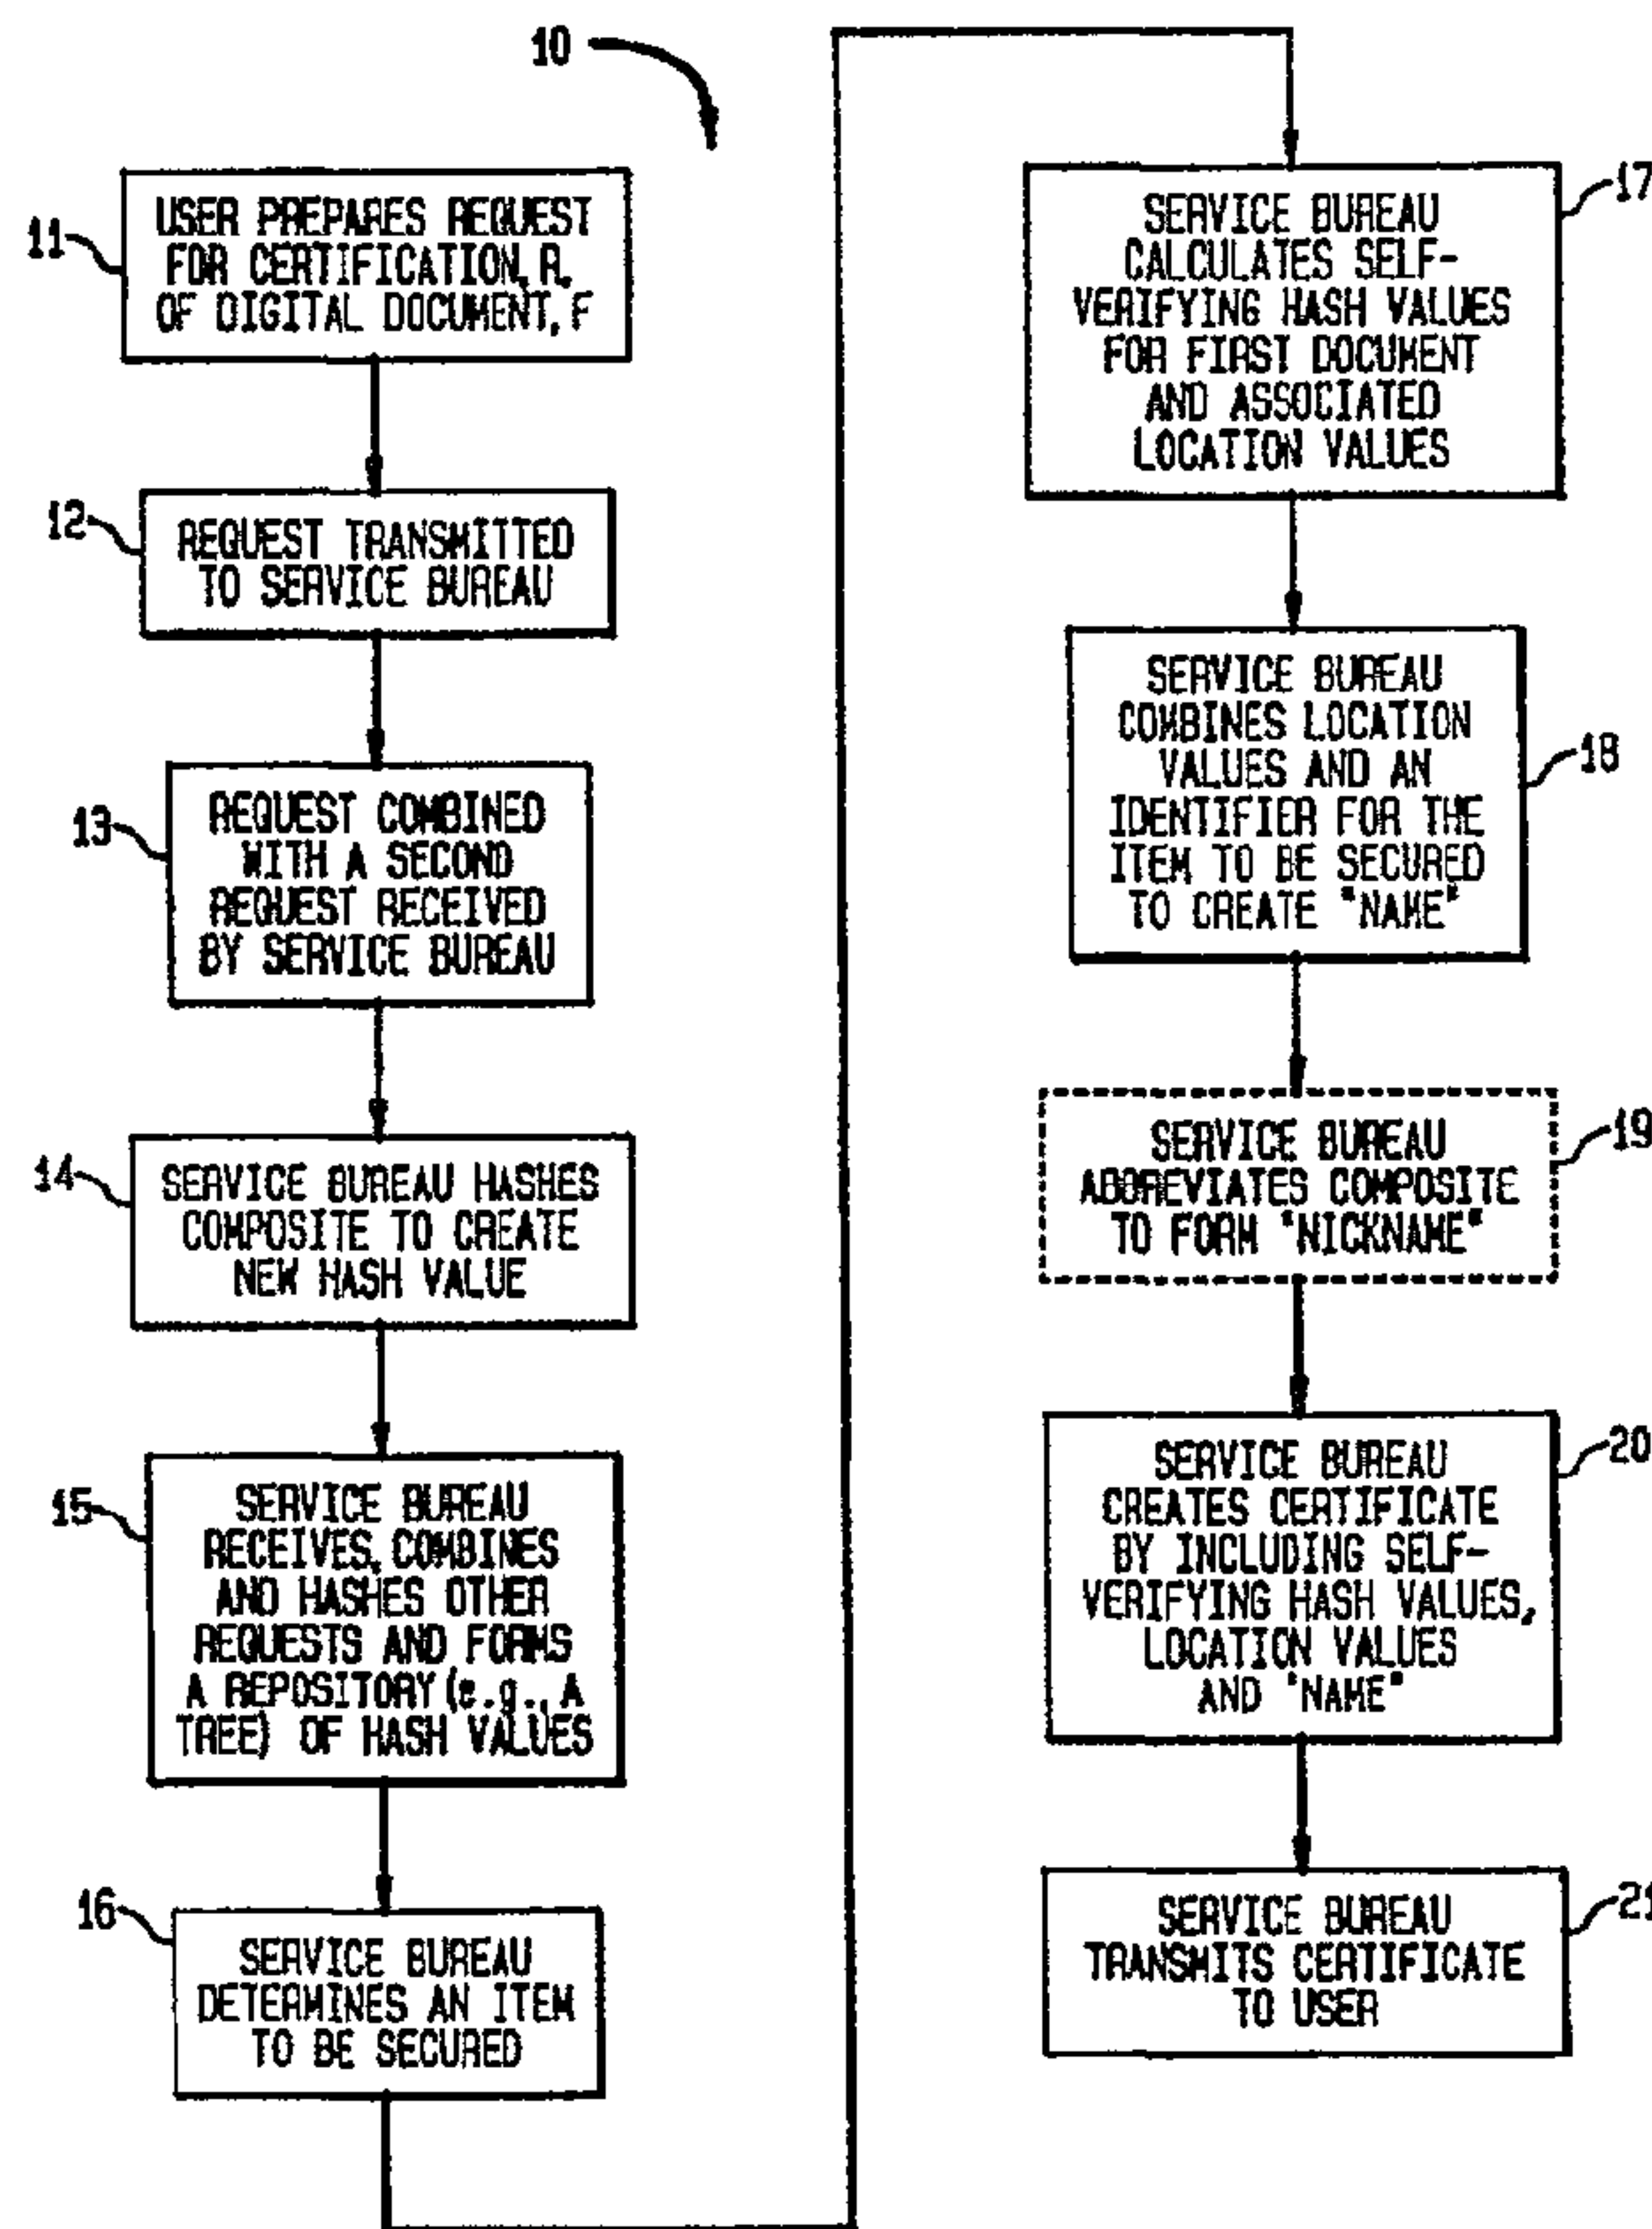 10
11
USER PREPARES REQUEST
FOR CERTIFICATION, R,
OF DIGITAL DOCUMENT, F
12
REQUEST TRANSMITTED
TO SERVICE BUREAU
13
REQUEST COMBINED
WITH A SECOND
REQUEST RECEIVED
BY SERVICE BUREAU
14
SERVICE BUREAU HASHES
COMPOSITE TO CREATE
NEW HASH VALUE
15
SERVICE BUREAU
RECEIVES, COMBINES
AND HASHES OTHER
REQUESTS AND FORMS
A REPOSITORY (e.g., A
TREE) OF HASH VALUES
16
SERVICE BUREAU
DETERMINES AN ITEM
TO BE SECURED
17
SERVICE BUREAU
CALCULATES SELF-
VERIFYING HASH VALUES
FOR FIRST DOCUMENT
AND ASSOCIATED
LOCATION VALUES
18
SERVICE BUREAU
COMBINES LOCATION
VALUES AND AN
IDENTIFIER FOR THE
ITEM TO BE SECURED
TO CREATE "NAME"
19
SERVICE BUREAU
ABBREVIATES COMPOSITE
TO FORM "NICKNAME"
20
SERVICE BUREAU
CREATES CERTIFICATE
BY INCLUDING SELF-
VERIFYING HASH VALUES,
LOCATION VALUES
AND "NAME"
21
SERVICE BUREAU
TRANSMITS CERTIFICATE
TO USER